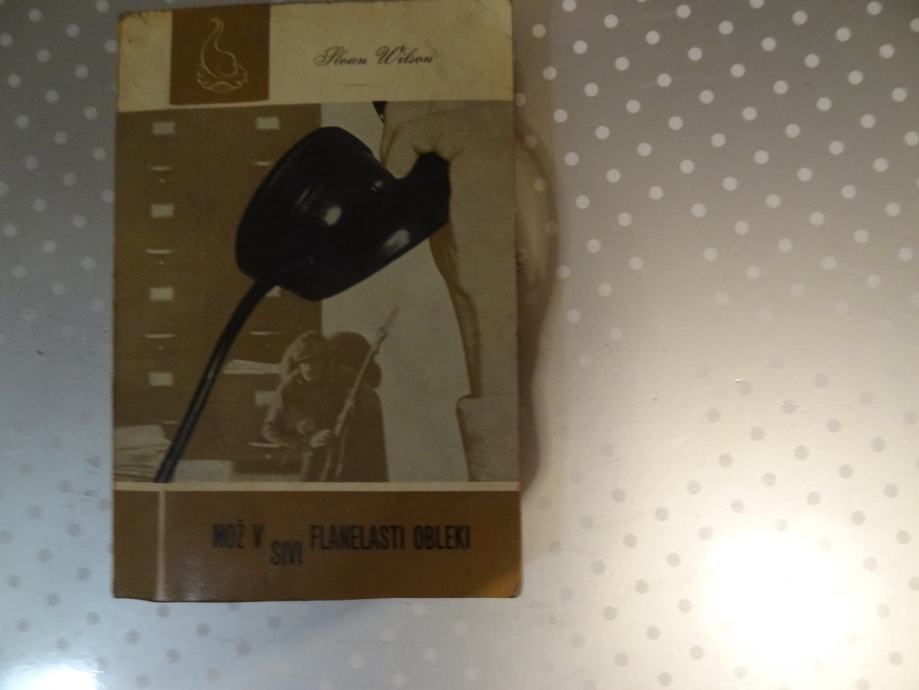 Sloan Wilson
MOŽ V SIVI FLANELASTI OBLEKI